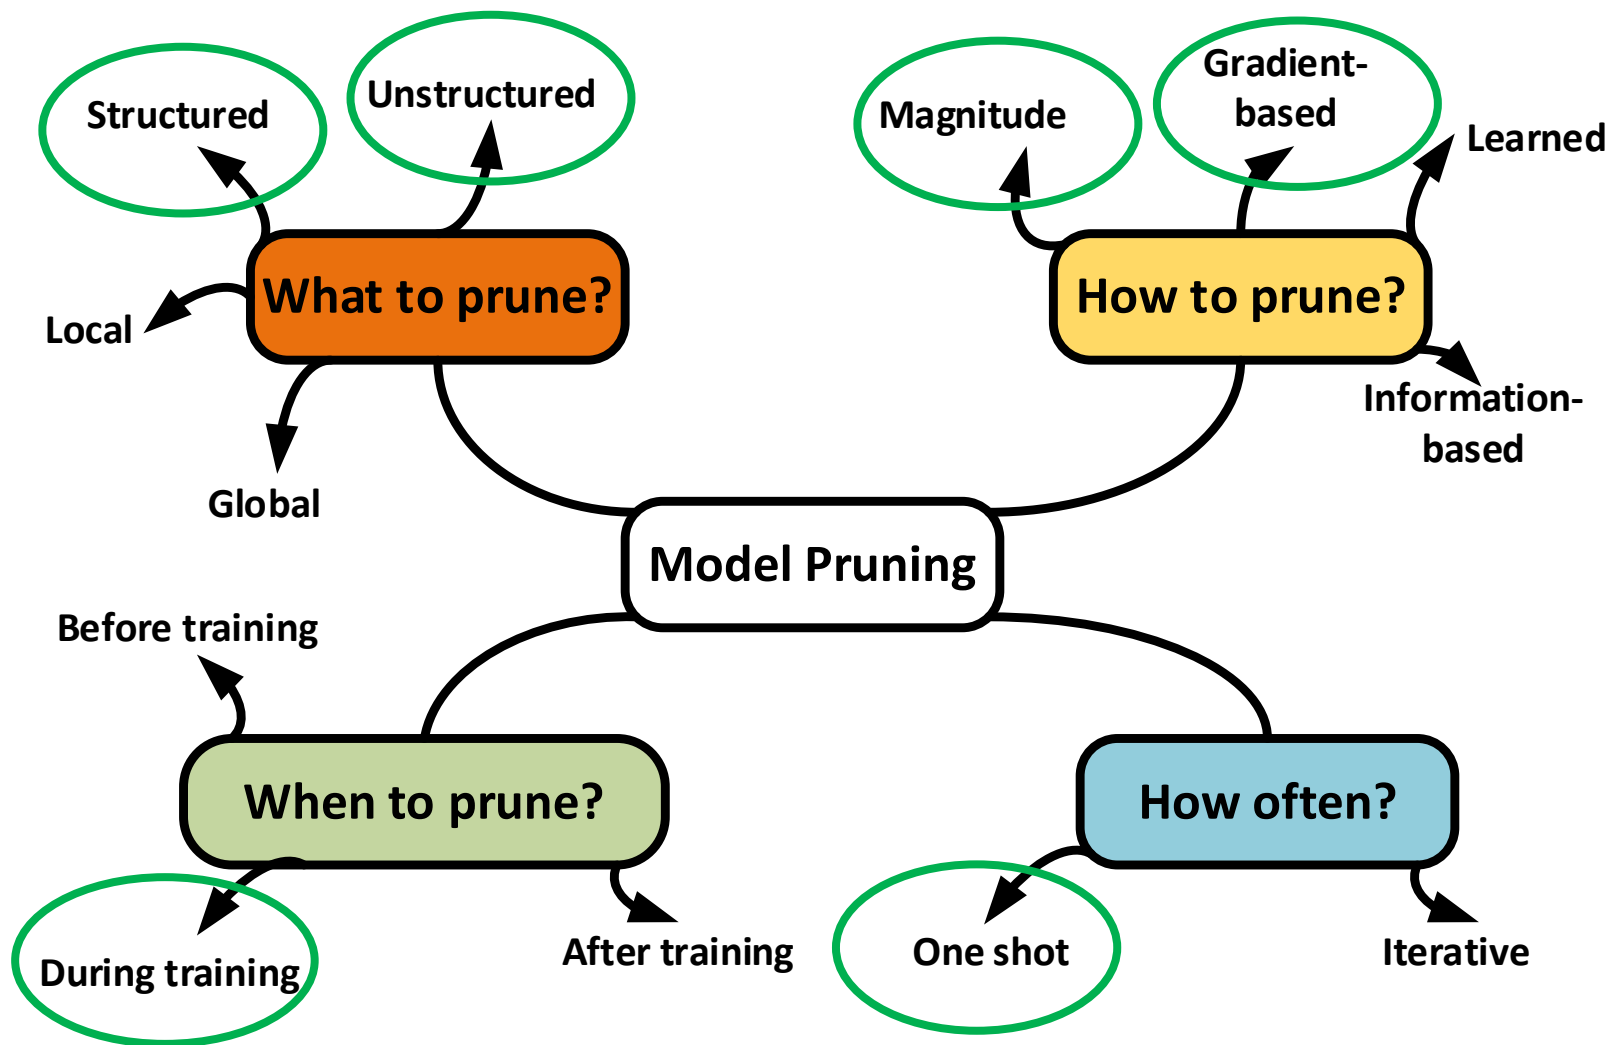 Structured
Unstructured
What to prune?
Local
Global
Magnitude
Gradient-
based
Learned
How to prune?
Information-
based
Model Pruning
Before training
When to prune?
During training
After training
How often?
One shot
Iterative